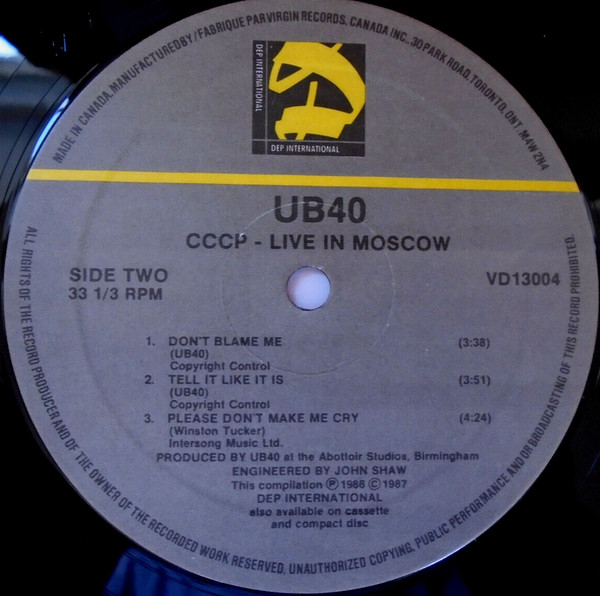 MADE IN CANADA, MANUFACTURED BY / FABRIQUE PAR VIRGIN RECORDS, CANADA INC., 30 PARK ROAD, TORONTO, ONT. M4W 2N4
DEP INTERNATIONAL
DEP INTERNATIONAL
UB40
CCCP - LIVE IN MOSCOW
SIDE TWO
33 1/3 RPM
VD13004
1. DON'T BLAME ME (3:38)
(UB40)
Copyright Control
2. TELL IT LIKE IT IS (3:51)
(UB40)
Copyright Control
3. PLEASE DON'T MAKE ME CRY (4:24)
(Winston Tucker)
Intersong Music Ltd.
PRODUCED BY UB40 at the Abottoir Studios, Birmingham
ENGINEERED BY JOHN SHAW
This compilation Ⓟ 1986 © 1987
DEP INTERNATIONAL
also available on cassette
and compact disc
ALL RIGHTS OF THE RECORD PRODUCER AND OF THE OWNER OF THE RECORDED WORK RESERVED, UNAUTHORIZED COPYING, PUBLIC PERFORMANCE AND/OR BROADCASTING OF THIS RECORD PROHIBITED.